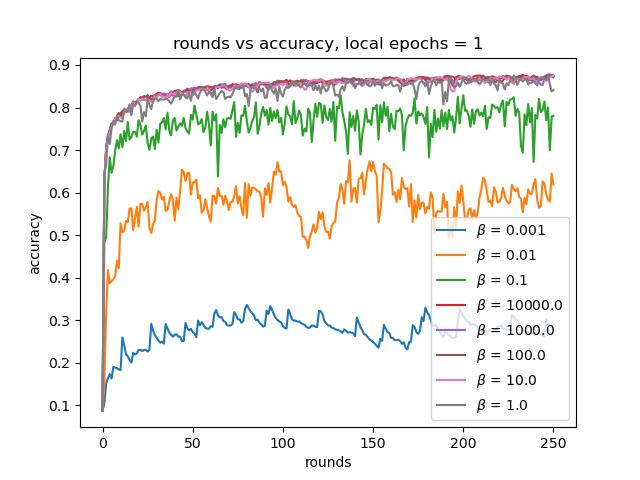 rounds vs accuracy, local epochs = 1
accuracy
0.9
0.8
0.7
0.6
0.5
0.4
0.3
0.2
0.1
β = 0.001
β = 0.01
β = 0.1
β = 10000.0
β = 1000.0
β = 100.0
β = 10.0
β = 1.0
0 50 100 150 200 250
rounds